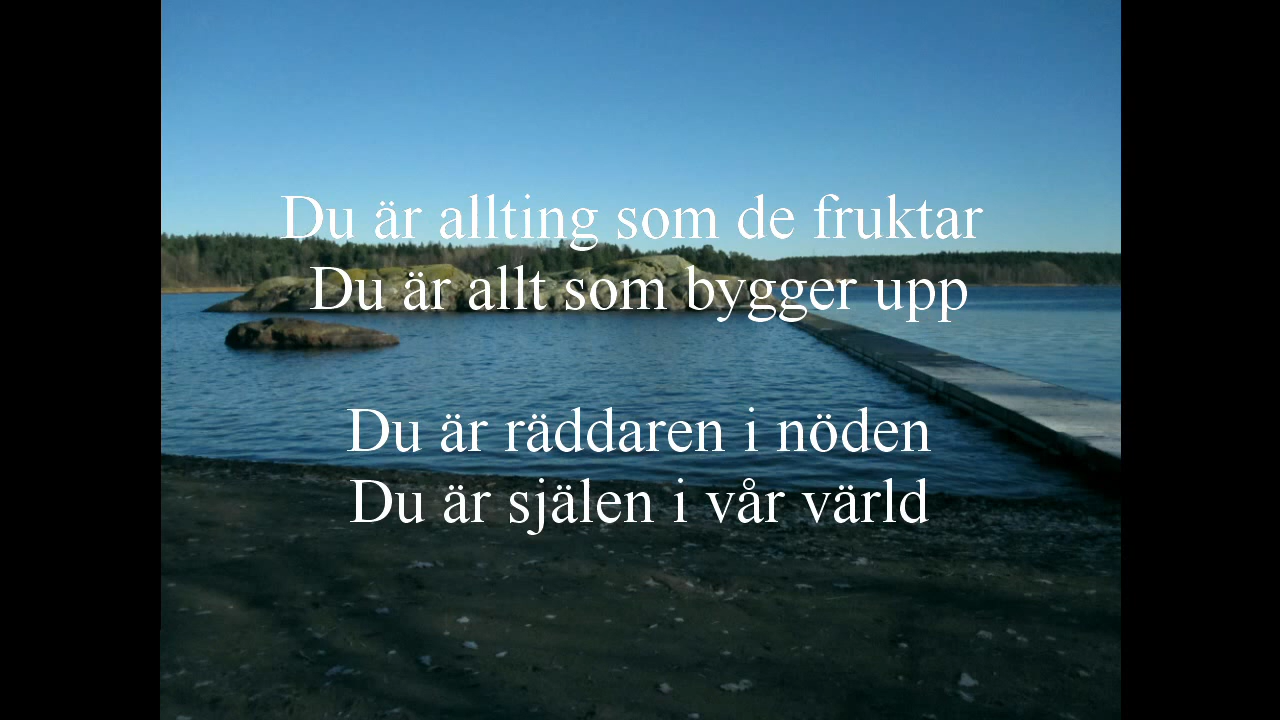 Du är allting som de fruktar
Du är allt som bygger upp
Du är räddaren i nöden
Du är själen i vår värld